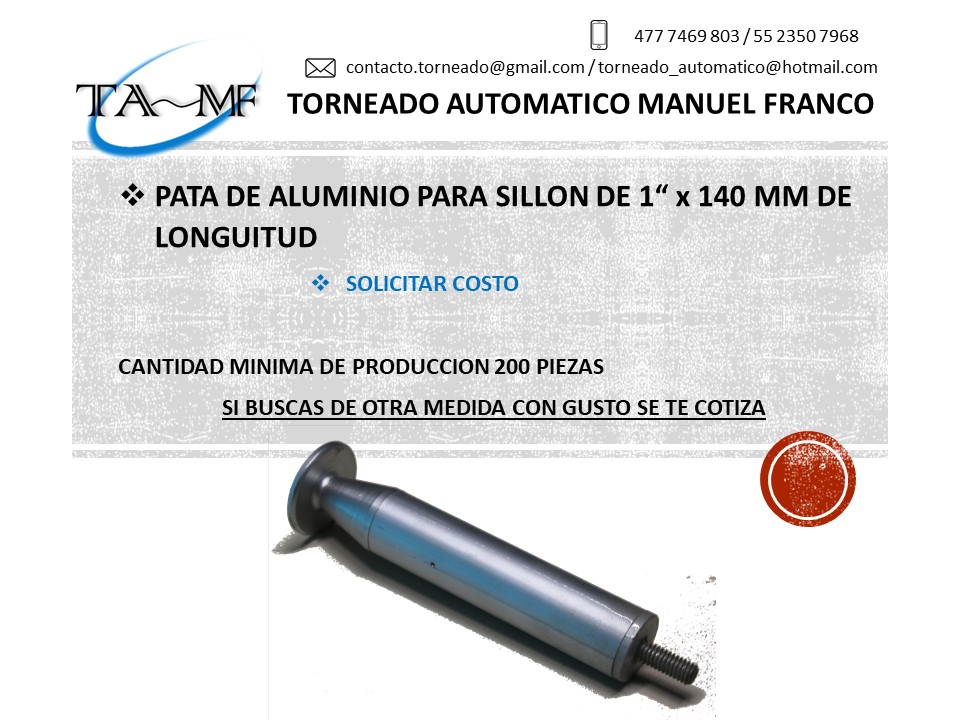 477 7469 803 / 55 2350 7968
contacto.torneado@gmail.com / torneado_automatico@hotmail.com
TA~MF
TORNEADO AUTOMATICO MANUEL FRANCO
❖ PATA DE ALUMINIO PARA SILLON DE 1“ x 140 MM DE
LONGUITUD
❖ SOLICITAR COSTO
CANTIDAD MINIMA DE PRODUCCION 200 PIEZAS
SI BUSCAS DE OTRA MEDIDA CON GUSTO SE TE COTIZA